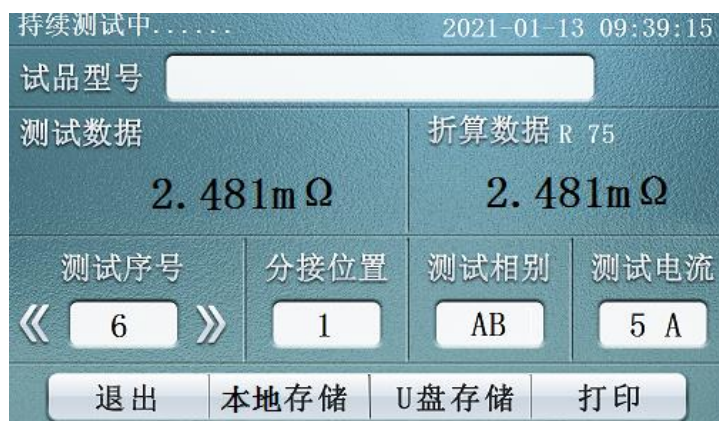 持续测试中...... 2021-01-13 09:39:15
试品型号
测试数据 折算数据 R 75
2.481mΩ 2.481mΩ
测试序号 分接位置 测试相别 测试电流
《 6 》 1 AB 5 A
退出 本地存储 U盘存储 打印